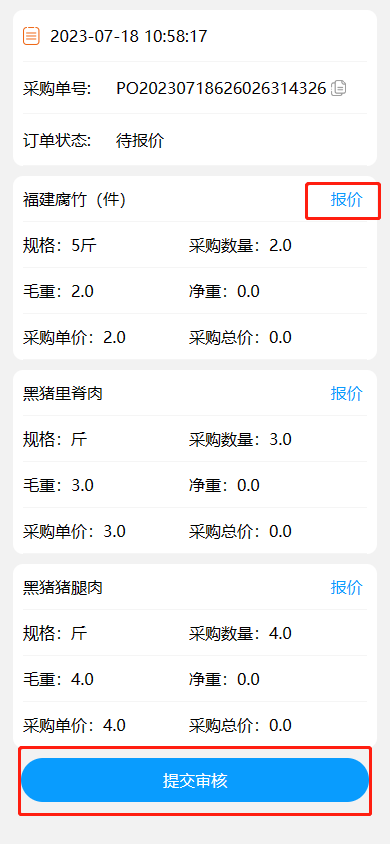 2023-07-18 10:58:17
采购单号: PO20230718626026314326
订单状态: 待报价
福建腐竹（件） 报价
规格：5斤 采购数量：2.0
毛重：2.0 净重：0.0
采购单价：2.0 采购总价：0.0
黑猪里脊肉 报价
规格：斤 采购数量：3.0
毛重：3.0 净重：0.0
采购单价：3.0 采购总价：0.0
黑猪猪腿肉 报价
规格：斤 采购数量：4.0
毛重：4.0 净重：0.0
采购单价：4.0 采购总价：0.0
提交审核